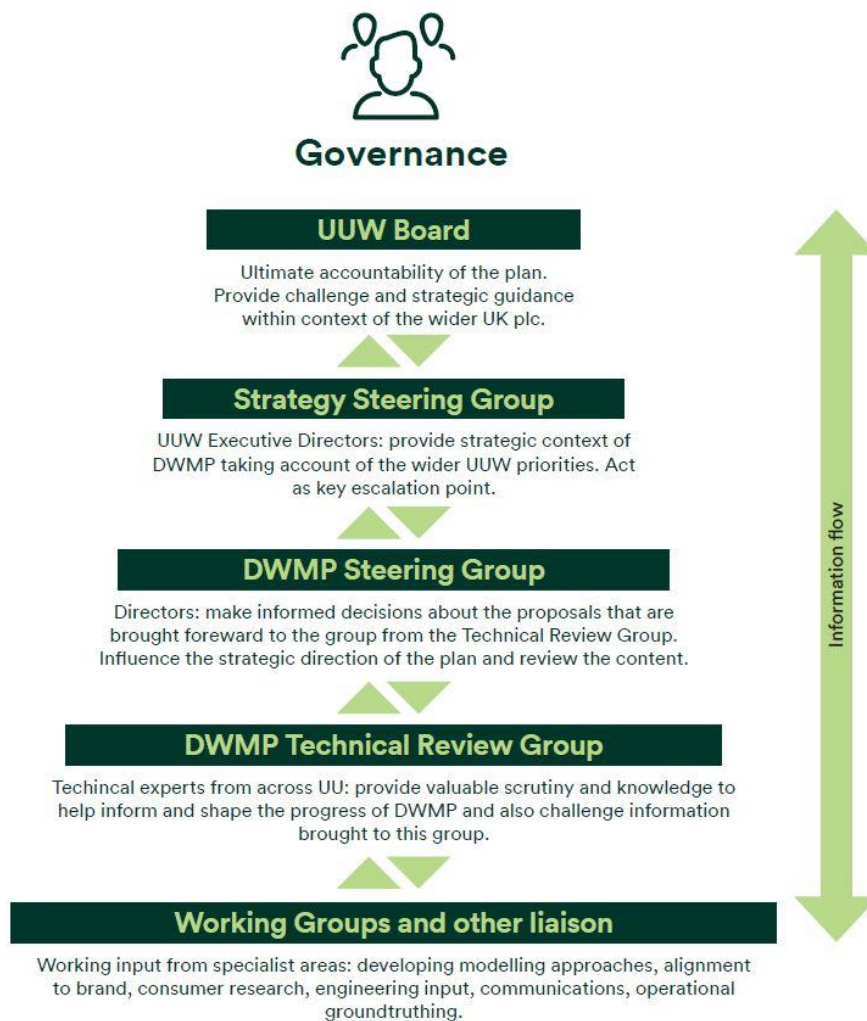 Governance
UUW Board
Ultimate accountability of the plan.
Provide challenge and strategic guidance
within context of the wider UK plc.
Strategy Steering Group
UUW Executive Directors: provide strategic context of
DWMP taking account of the wider UUW priorities. Act
as key escalation point.
DWMP Steering Group
Directors: make informed decisions about the proposals that are
brought foreward to the group from the Technical Review Group.
Influence the strategic direction of the plan and review the content.
DWMP Technical Review Group
Techincal experts from across UU: provide valuable scrutiny and knowledge to
help inform and shape the progress of DWMP and also challenge information
brought to this group.
Working Groups and other liaison
Working input from specialist areas: developing modelling approaches, alignment
to brand, consumer research, engineering input, communications, operational
groundtruthing.
Information flow